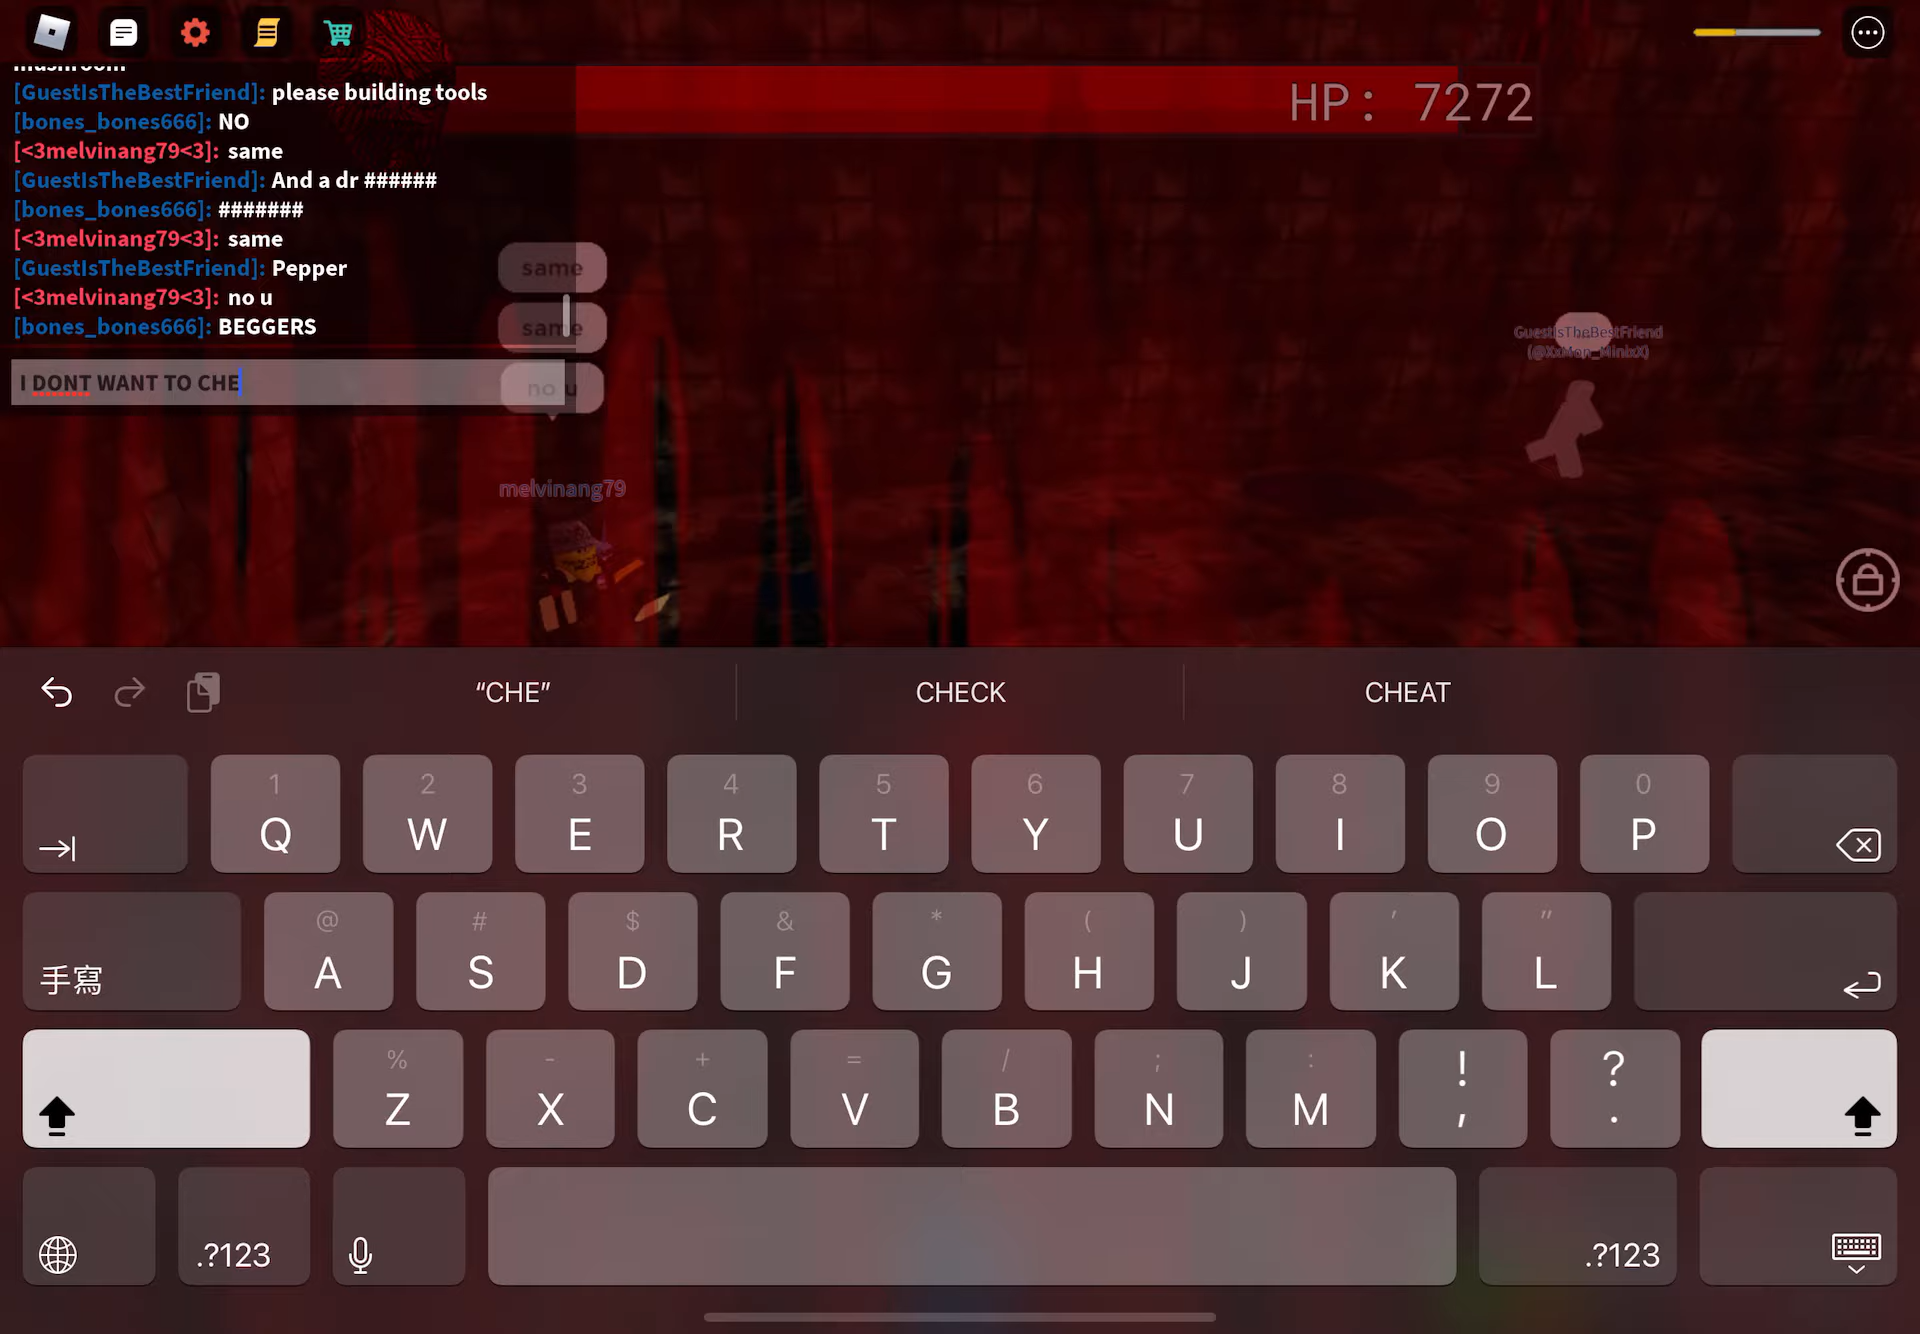 HP: 7272
[GuestIsTheBestFriend]: please building tools
[bones_bones666]: NO
[<3melvinang79<3]: same
[GuestIsTheBestFriend]: And a dr ######
[bones_bones666]: #######
[<3melvinang79<3]: same
[GuestIsTheBestFriend]: Pepper
[<3melvinang79<3]: no u
[bones_bones666]: BEGGERS
I DONT WANT TO CHE
same
same
no u
GuestIsTheBestFriend
melvinang79
“CHE” CHECK CHEAT
1 2 3 4 5 6 7 8 9 0
Q W E R T Y U I O P
@ # $ & * ( ) ' "
手寫 A S D F G H J K L
% - + = / ; : ! ?
Z X C V B N M , .
.?123 .?123